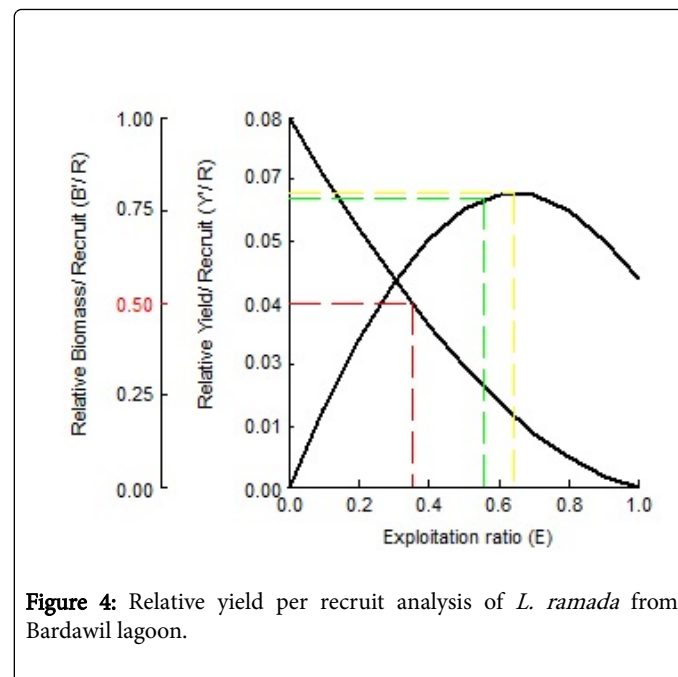 Relative Biomass/ Recruit (B'/ R)
1.00
0.75
0.50
0.25
0.00
Relative Yield/ Recruit (Y'/ R)
0.08
0.07
0.05
0.04
0.03
0.01
0.00
0.0 0.2 0.4 0.6 0.8 1.0
Exploitation ratio (E)
Figure 4: Relative yield per recruit analysis of L. ramada from
Bardawil lagoon.